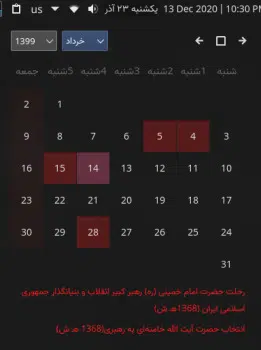 us یکشنبه ۲۳ آذر 13 Dec 2020 | 10:30 PM
1399 خرداد
شنبه 1شنبه 2شنبه 3شنبه 4شنبه 5شنبه جمعه
1 2
3 4 5 6 7 8 9
10 11 12 13 14 15 16
17 18 19 20 21 22 23
24 25 26 27 28 29 30
31
رحلت حضرت امام خمینی (ره) رهبر کبیر انقلاب و بنیانگذار جمهوری
اسلامی ایران (1368ه‍ ش)
انتخاب حضرت آیت الله خامنه‌ای به رهبری(1368ه‍ ش)